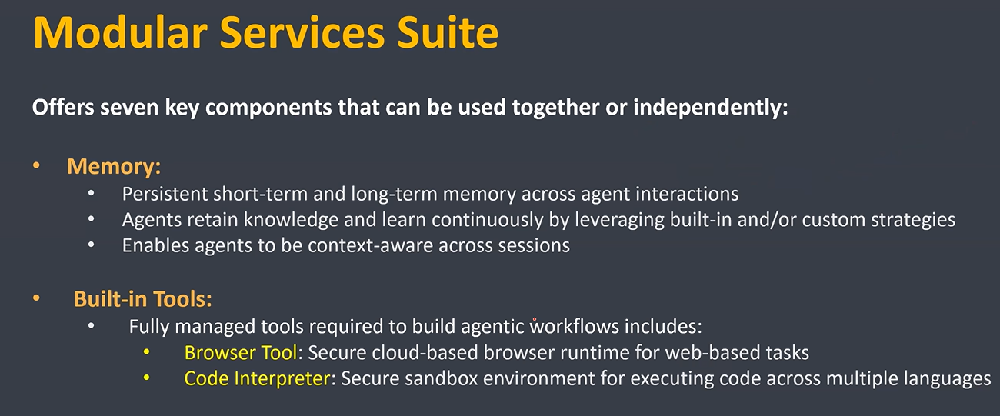 Modular Services Suite
Offers seven key components that can be used together or independently:
• Memory:
• Persistent short-term and long-term memory across agent interactions
• Agents retain knowledge and learn continuously by leveraging built-in and/or custom strategies
• Enables agents to be context-aware across sessions
• Built-in Tools:
• Fully managed tools required to build agentic workflows includes:
• Browser Tool: Secure cloud-based browser runtime for web-based tasks
• Code Interpreter: Secure sandbox environment for executing code across multiple languages